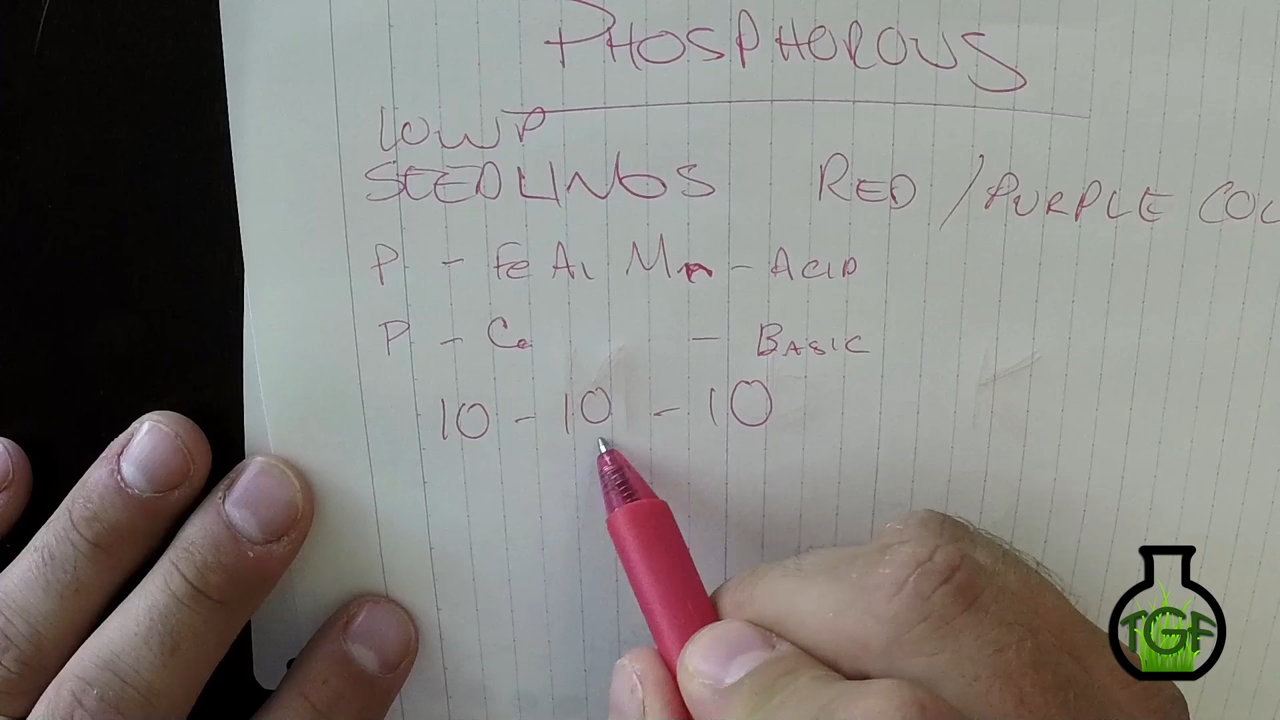 PHOSPHOROUS
LOW P
SEEDLINGS RED / PURPLE COL
P - Fe Al Mn - ACID
P - Ca - BASIC
10 - 10 - 10
TGF